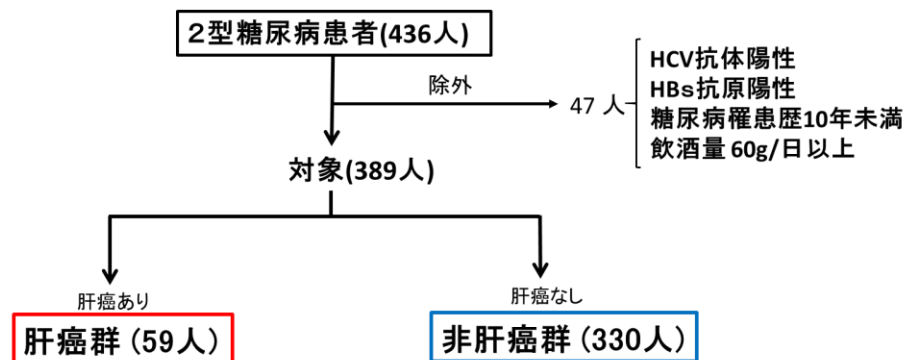 ２型糖尿病患者(436人)
除外
47 人
HCV抗体陽性
HBs抗原陽性
糖尿病罹患歴10年未満
飲酒量 60g/日以上
対象(389人)
肝癌あり
肝癌なし
肝癌群 (59人)
非肝癌群 (330人)